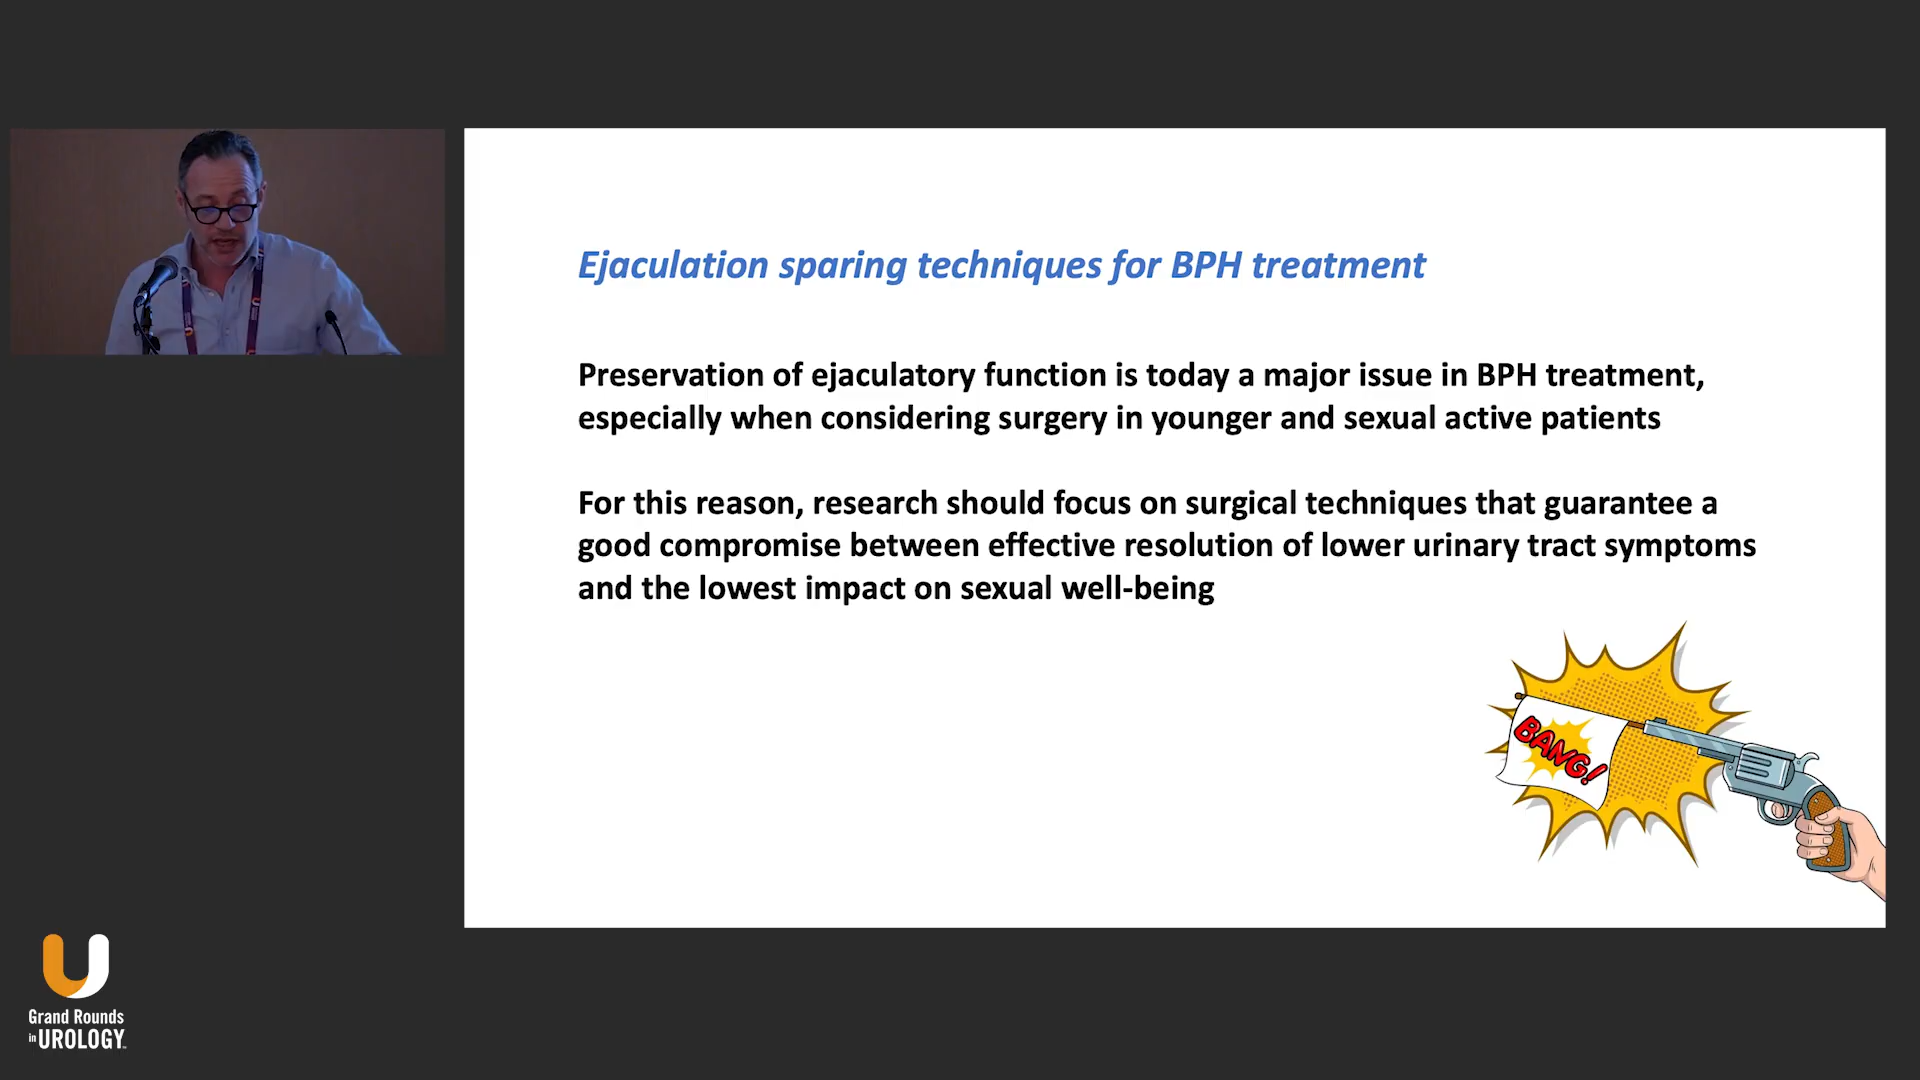 Ejaculation sparing techniques for BPH treatment
Preservation of ejaculatory function is today a major issue in BPH treatment,
especially when considering surgery in younger and sexual active patients
For this reason, research should focus on surgical techniques that guarantee a
good compromise between effective resolution of lower urinary tract symptoms
and the lowest impact on sexual well-being
BANG!
Grand Rounds
in UROLOGY